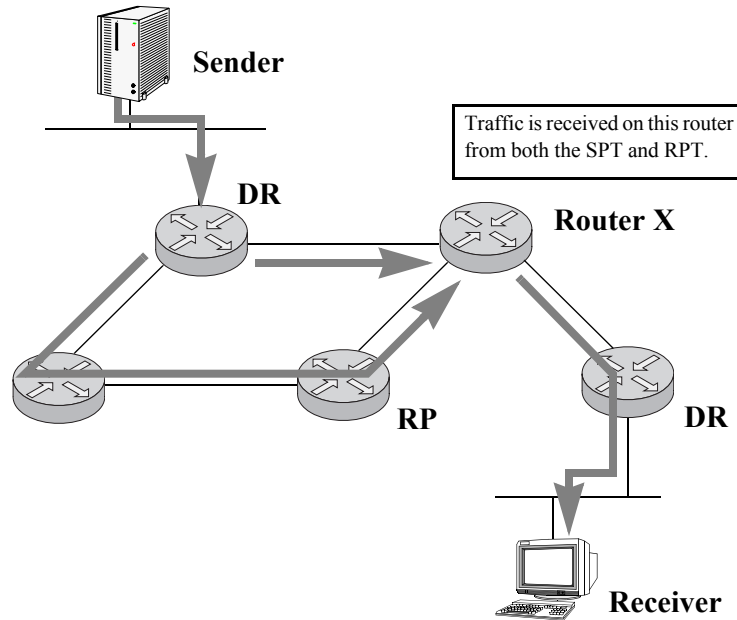 Sender
Traffic is received on this router
from both the SPT and RPT.
DR
Router X
RP
DR
Receiver